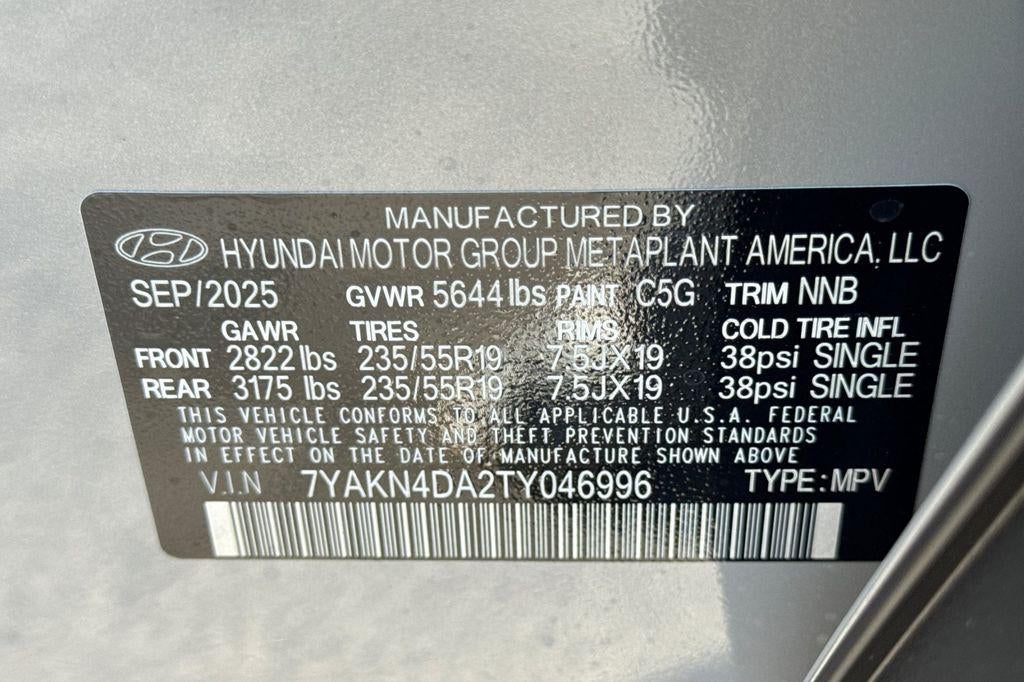 MANUFACTURED BY
HYUNDAI MOTOR GROUP METAPLANT AMERICA, LLC
SEP/2025 GVWR 5644 lbs PAINT C5G TRIM NNB
GAWR TIRES RIMS COLD TIRE INFL
FRONT 2822 lbs 235/55R19 7.5JX19 38psi SINGLE
REAR 3175 lbs 235/55R19 7.5JX19 38psi SINGLE
THIS VEHICLE CONFORMS TO ALL APPLICABLE U.S.A. FEDERAL
MOTOR VEHICLE SAFETY AND THEFT PREVENTION STANDARDS
IN EFFECT ON THE DATE OF MANUFACTURE SHOWN ABOVE
V.I.N 7YAKN4DA2TY046996 TYPE:MPV